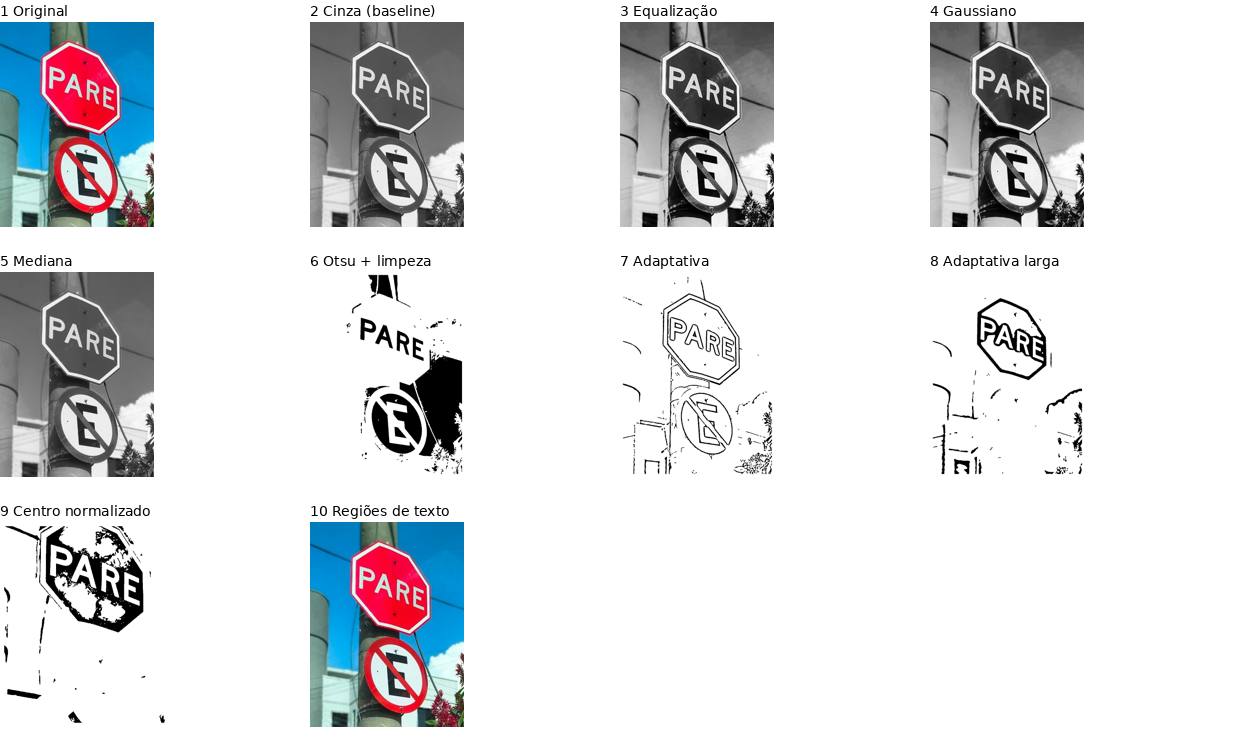 1 Original
2 Cinza (baseline)
3 Equalização
4 Gaussiano
PARE
E
PARE
E
PARE
E
PARE
E
5 Mediana
6 Otsu + limpeza
7 Adaptativa
8 Adaptativa larga
PARE
E
PARE
E
PARE
E
PARE
9 Centro normalizado
10 Regiões de texto
PARE
PARE
E